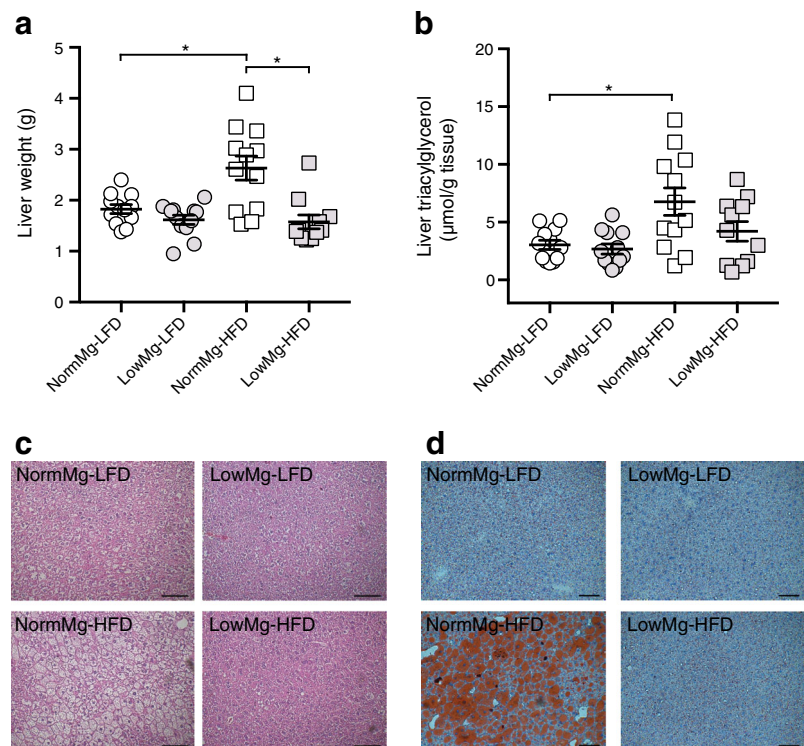 a
b
Liver weight (g)
5
4
3
2
1
0
*
*
NormMg-LFD
LowMg-LFD
NormMg-HFD
LowMg-HFD
Liver triacylglycerol
(μmol/g tissue)
20
15
10
5
0
*
NormMg-LFD
LowMg-LFD
NormMg-HFD
LowMg-HFD
c
d
NormMg-LFD
LowMg-LFD
NormMg-LFD
LowMg-LFD
NormMg-HFD
LowMg-HFD
NormMg-HFD
LowMg-HFD